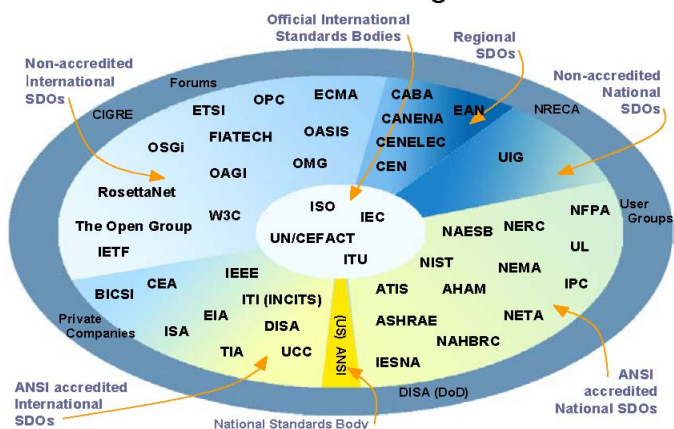 Official International
Standards Bodies
Regional
SDOs
Non-accredited
International
SDOs
Non-accredited
National
SDOs
Forums
CIGRE
NRECA
User
Groups
Private
Companies
DISA (DoD)
ETSI
OPC
ECMA
CABA
EAN
CANENA
FIATECH
OASIS
CENELEC
OSGi
OMG
CEN
UIG
OAGI
RosettaNet
W3C
The Open Group
IETF
ISO
IEC
UN/CEFACT
ITU
NFPA
NAESB
NERC
UL
NIST
NEMA
IPC
ATIS
AHAM
NETA
ASHRAE
NAHBRC
IESNA
BICSI
CEA
IEEE
ITI (INCITS)
EIA
ISA
DISA
TIA
UCC
(US) ANSI
ANSI accredited
International
SDOs
National Standards Body
ANSI
accredited
National SDOs